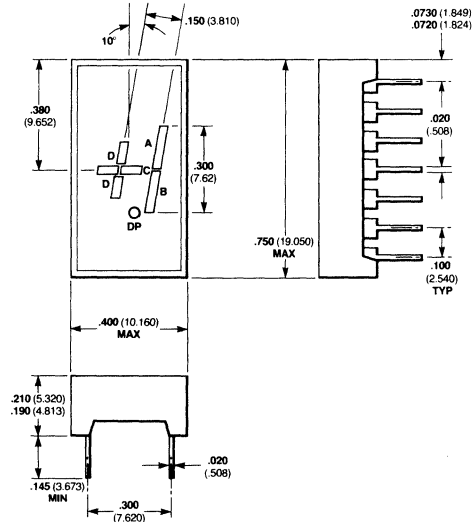 .150 (3.810)
10°
.0730 (1.849)
.0720 (1.824)
.380
(9.652)
A
D
C
D
B
DP
.300
(7.62)
.020
(.508)
.750 (19.050)
MAX
.100
(2.540)
TYP
.400 (10.160)
MAX
.210 (5.320)
.190 (4.813)
.145 (3.673)
MIN
.020
(.508)
.300
(7.620)